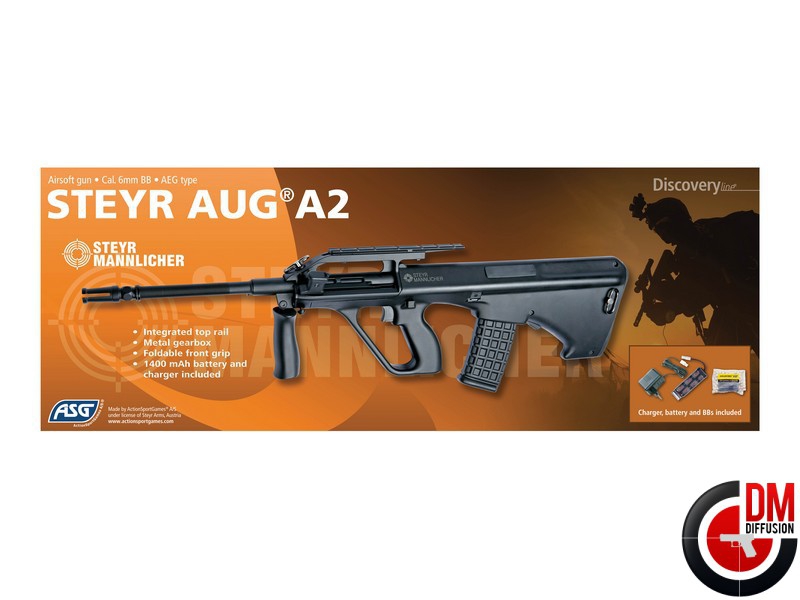 Airsoft gun • Cal. 6mm BB • AEG type
STEYR AUG® A2
Discovery line
STEYR
MANNLICHER
STEYR
MANNLICHER
STEYR
MANNLICHER
• Integrated top rail
• Metal gearbox
• Foldable front grip
• 1400 mAh battery and
charger included
ASG
Made by ActionSportGames® A/S
under license of Steyr Arms, Austria
www.actionsportgames.com
Charger, battery and BBs included
DM
DIFFUSION